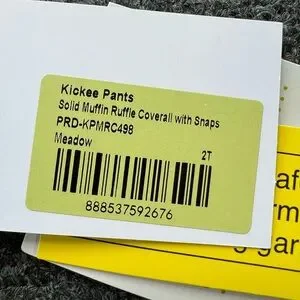 Kickee Pants
Solid Muffin Ruffle Coverall with Snaps
PRD-KPMRC498
Meadow
2T
888537592676